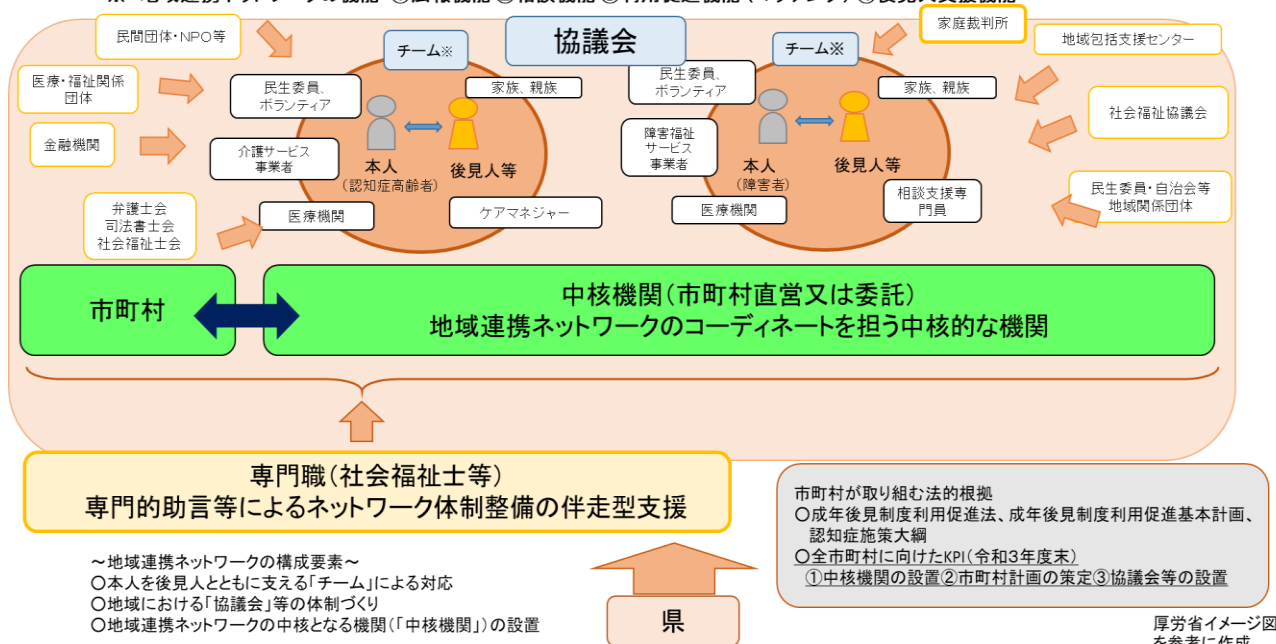 協議会
民間団体・NPO等
チーム※
チーム※
家庭裁判所
地域包括支援センター
医療・福祉関係
団体
民生委員、
ボランティア
家族、親族
民生委員、
ボランティア
家族、親族
社会福祉協議会
金融機関
介護サービス
事業者
本人
(認知症高齢者)
後見人等
障害福祉
サービス
事業者
本人
(障害者)
後見人等
医療機関
ケアマネジャー
医療機関
相談支援専
門員
民生委員・自治会等
地域関係団体
弁護士会
司法書士会
社会福祉士会
市町村
中核機関(市町村直営又は委託)
地域連携ネットワークのコーディネートを担う中核的な機関
専門職(社会福祉士等)
専門的助言等によるネットワーク体制整備の伴走型支援
市町村が取り組む法的根拠
〇成年後見制度利用促進法、成年後見制度利用促進基本計画、
認知症施策大綱
〇全市町村に向けたKPI(令和3年度末)
①中核機関の設置②市町村計画の策定③協議会等の設置
~地域連携ネットワークの構成要素~
〇本人を後見人とともに支える「チーム」による対応
〇地域における「協議会」等の体制づくり
〇地域連携ネットワークの中核となる機関(「中核機関」)の設置
県
厚労省イメージ図
を参考に作成